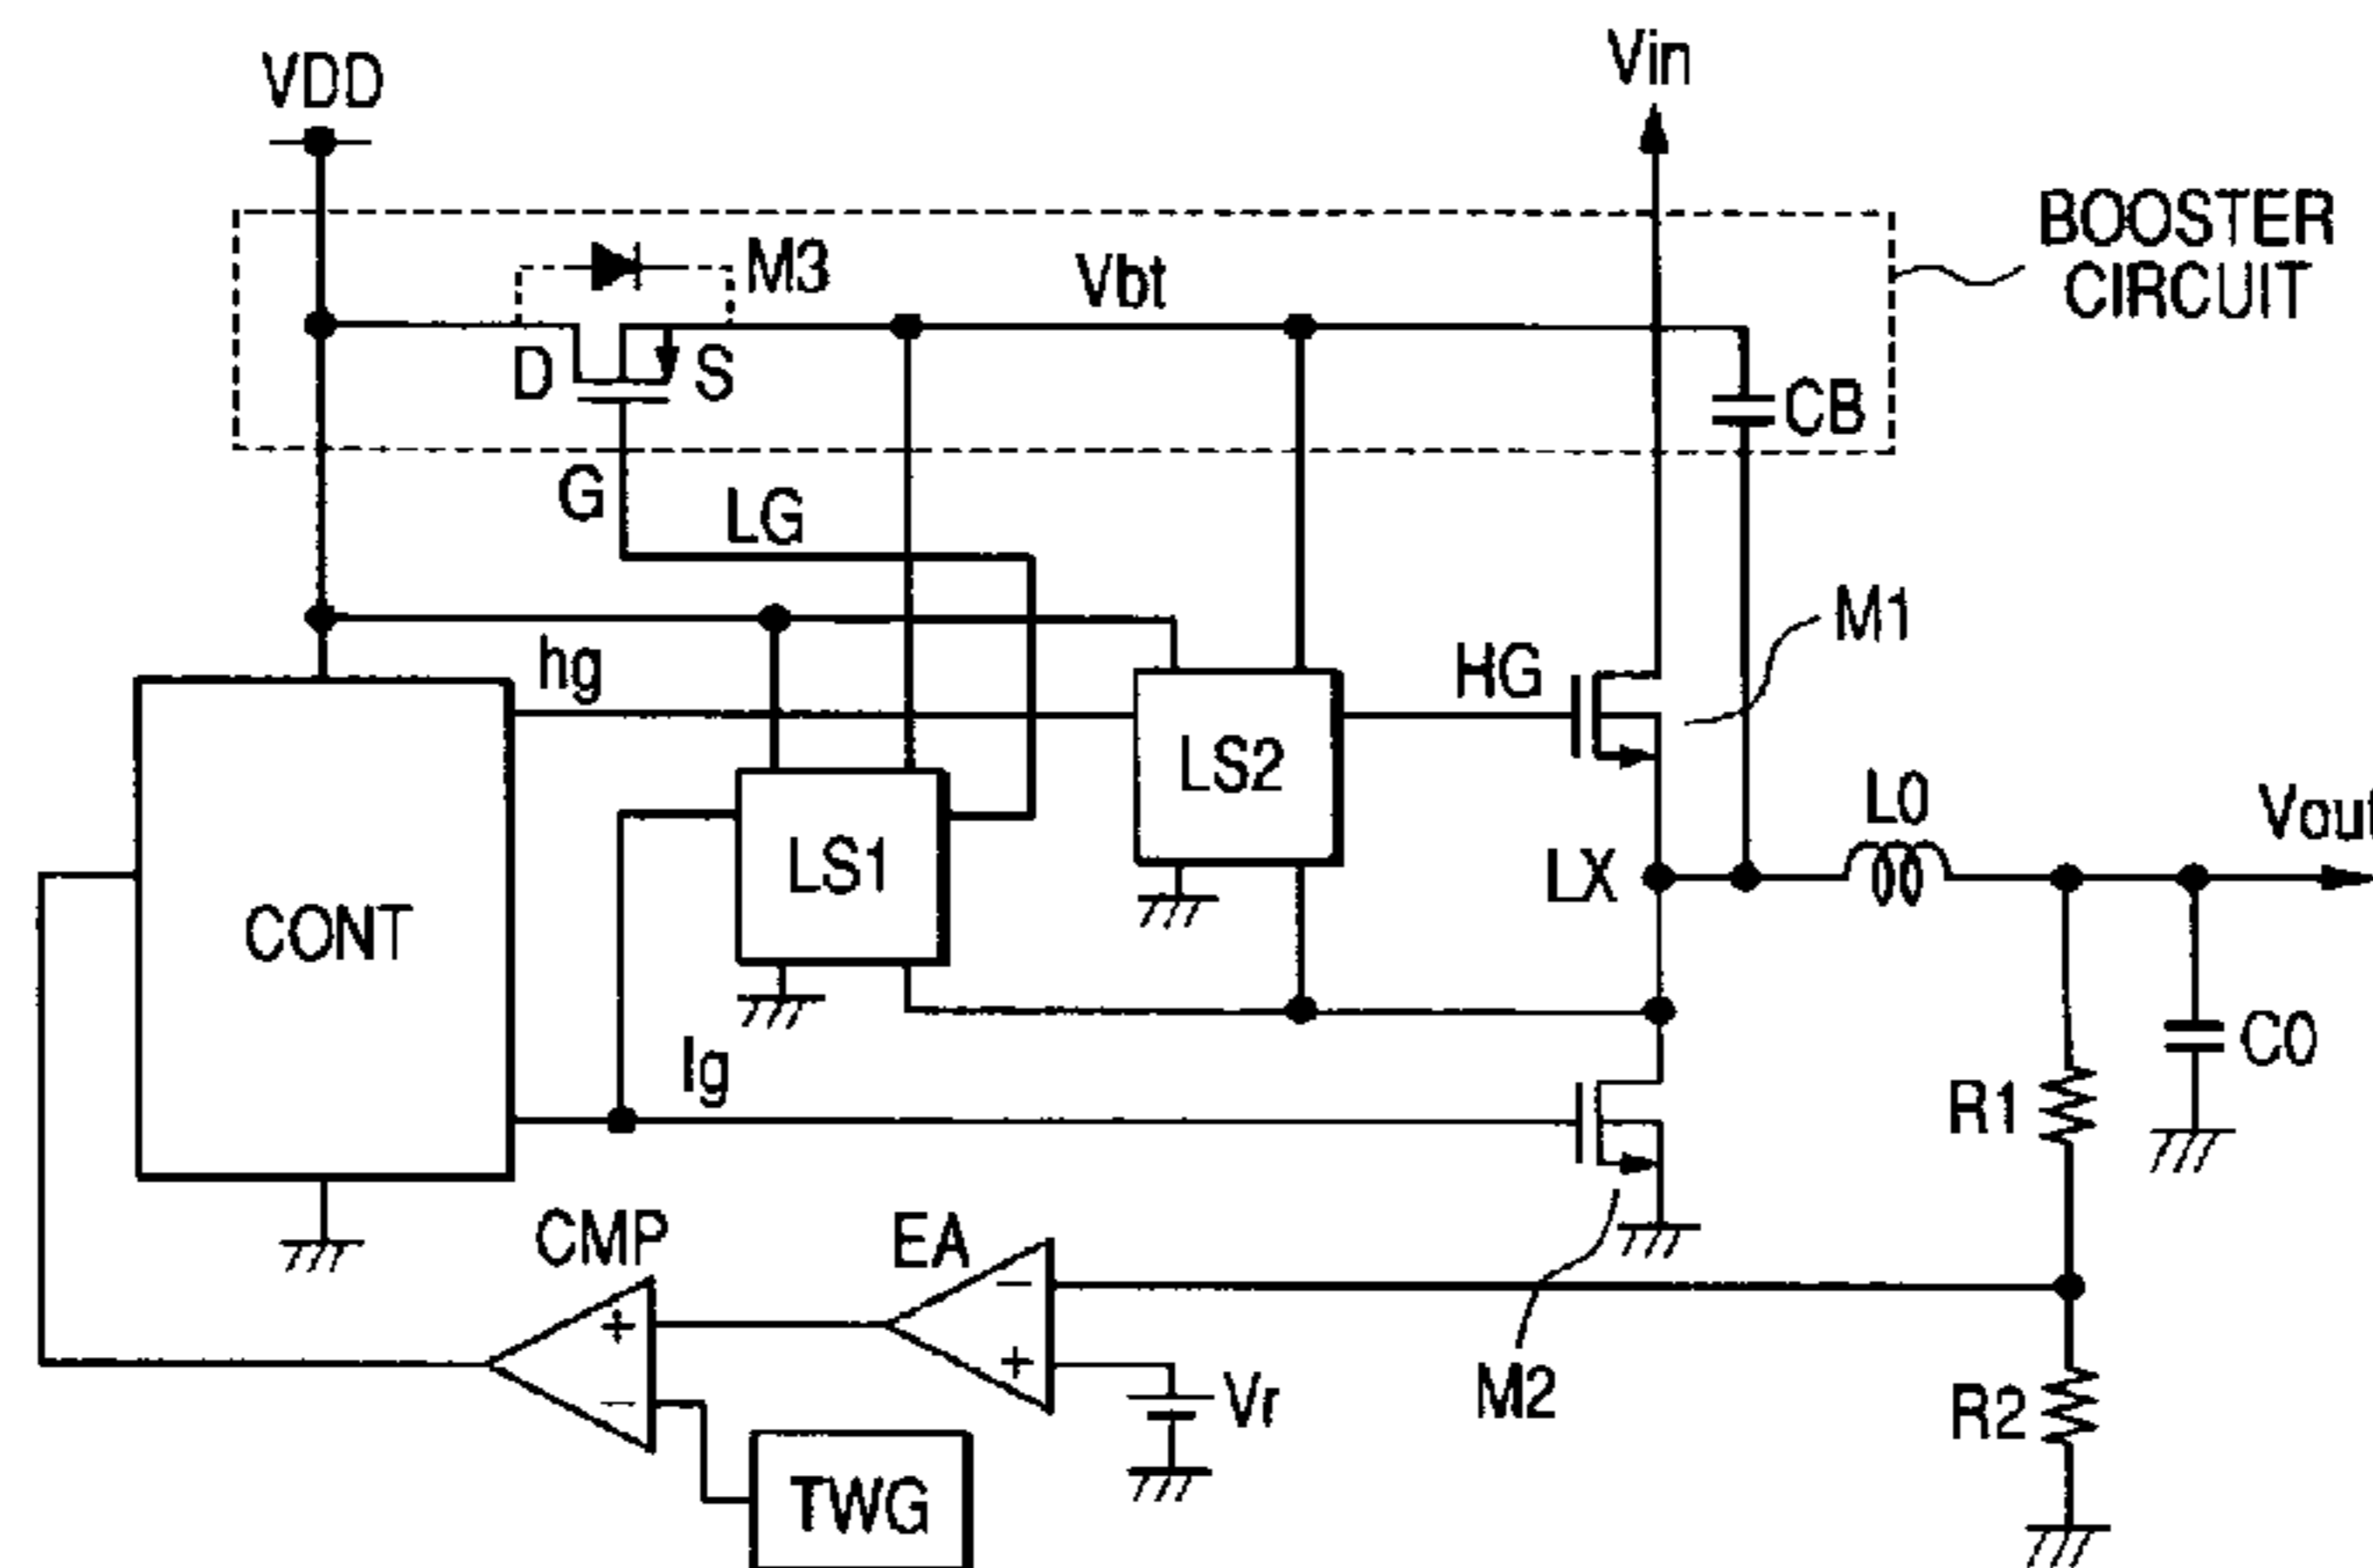 VDD
Vin
BOOSTER
CIRCUIT
M3
Vbt
D
S
CB
G
LG
M1
hg
HG
LS2
L0
Vout
LS1
LX
CONT
C0
lg
R1
CMP
EA
−
+
+
−
Vr
M2
R2
TWG